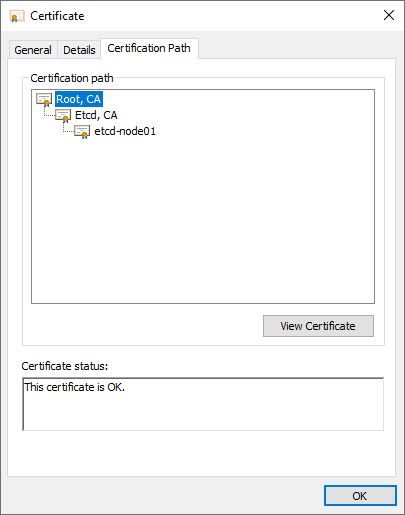 Certificate
General Details Certification Path
Certification path
Root, CA
Etcd, CA
etcd-node01
View Certificate
Certificate status:
This certificate is OK.
OK